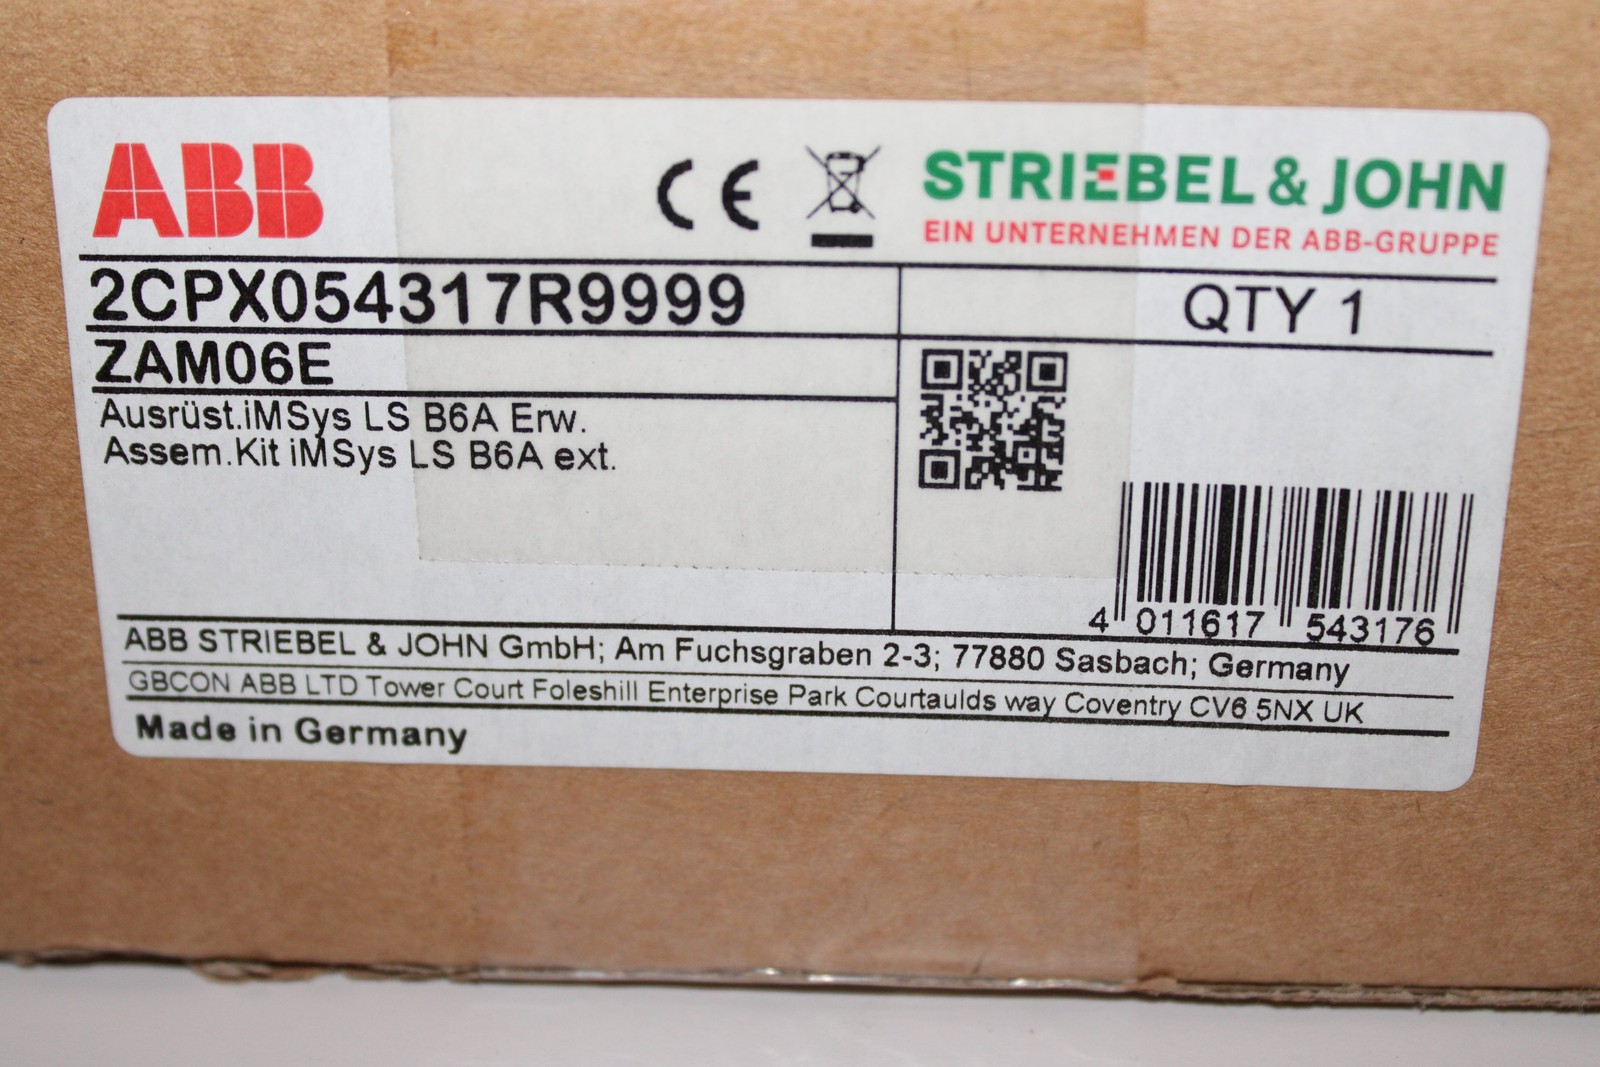 ABB
CE
STRIEBEL & JOHN
EIN UNTERNEHMEN DER ABB-GRUPPE
2CPX054317R9999
QTY 1
ZAM06E
Ausrüst.iMSys LS B6A Erw.
Assem.Kit iMSys LS B6A ext.
4 011617 543176
ABB STRIEBEL & JOHN GmbH; Am Fuchsgraben 2-3; 77880 Sasbach; Germany
GBCON ABB LTD Tower Court Foleshill Enterprise Park Courtaulds way Coventry CV6 5NX UK
Made in Germany